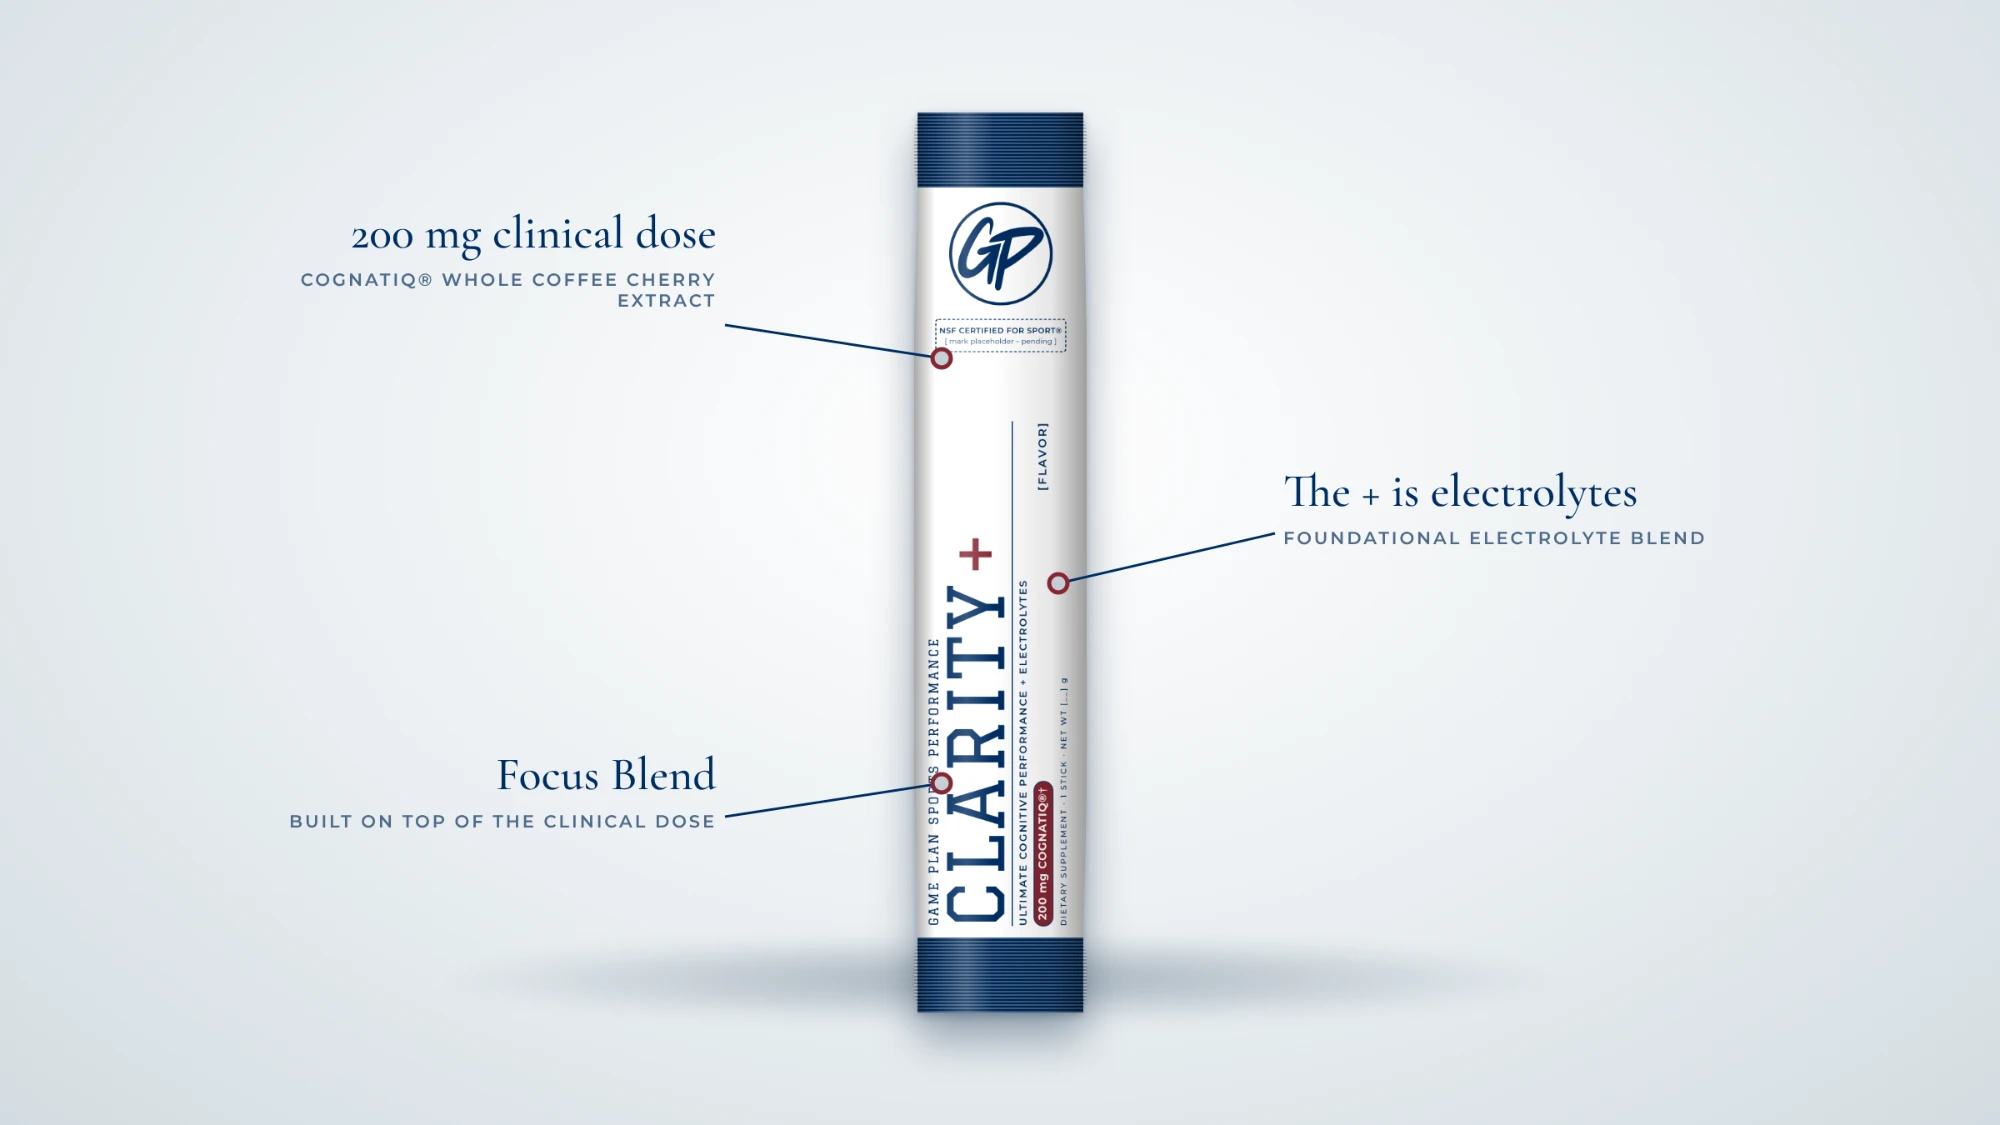 GP
NSF CERTIFIED FOR SPORT®
[ mark placeholder – pending ]
200 mg clinical dose
COGNATIQ® WHOLE COFFEE CHERRY
EXTRACT
[FLAVOR]
The + is electrolytes
FOUNDATIONAL ELECTROLYTE BLEND
GAME PLAN SPORTS PERFORMANCE
CLARITY +
ULTIMATE COGNITIVE PERFORMANCE + ELECTROLYTES
200 mg COGNATIQ®†
DIETARY SUPPLEMENT · 1 STICK · NET WT [__] g
Focus Blend
BUILT ON TOP OF THE CLINICAL DOSE